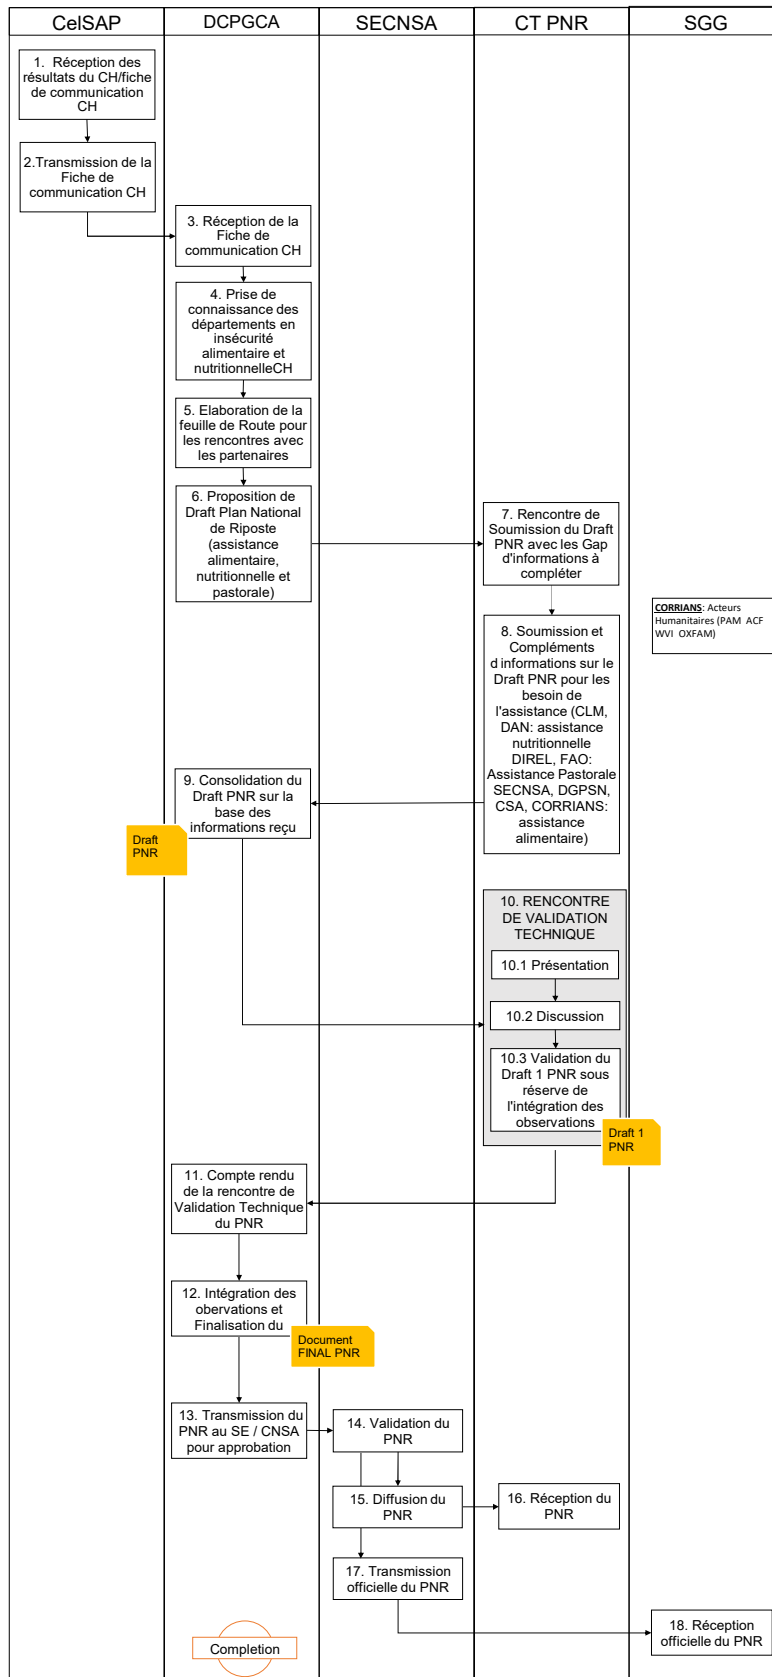 CelSAP
DCPGCA
SECNSA
CT PNR
SGG
1. Réception des
résultats du CH/fiche
de communication
CH
2.Transmission de la
Fiche de
communication CH
3. Réception de la
Fiche de
communication CH
4. Prise de
connaissance des
départements en
insécurité
alimentaire et
nutritionnelleCH
5. Elaboration de la
feuille de Route pour
les rencontres avec
les partenaires
6. Proposition de
Draft Plan National
de Riposte
(assistance
alimentaire,
nutritionnelle et
pastorale)
7. Rencontre de
Soumission du Draft
PNR avec les Gap
d'informations à
compléter
CORRIANS: Acteurs
Humanitaires (PAM ACF
WVI OXFAM)
8. Soumission et
Compléments
d informations sur le
Draft PNR pour les
besoin de
l'assistance (CLM,
DAN: assistance
nutritionnelle
DIREL, FAO:
Assistance Pastorale
SECNSA, DGPSN,
CSA, CORRIANS:
assistance
alimentaire)
9. Consolidation du
Draft PNR sur la
base des
informations reçu
Draft
PNR
10. RENCONTRE
DE VALIDATION
TECHNIQUE
10.1 Présentation
10.2 Discussion
10.3 Validation du
Draft 1 PNR sous
réserve de
l'intégration des
observations
Draft 1
PNR
11. Compte rendu
de la rencontre de
Validation Technique
du PNR
12. Intégration des
obervations et
Finalisation du
Document
FINAL PNR
13. Transmission du
PNR au SE / CNSA
pour approbation
14. Validation du
PNR
15. Diffusion du
PNR
16. Réception du
PNR
17. Transmission
officielle du PNR
18. Réception
officielle du PNR
Completion